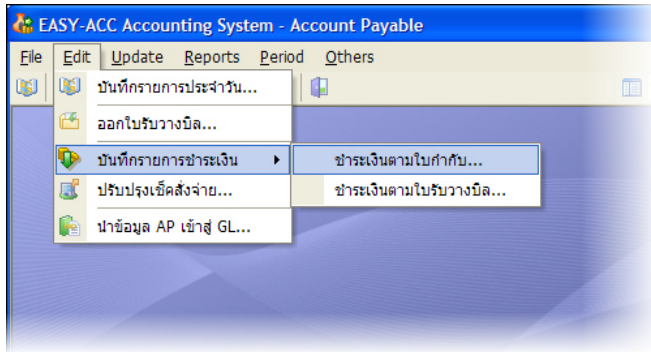 EASY-ACC Accounting System - Account Payable
File Edit Update Reports Period Others
บันทึกรายการประจำวัน...
ออกใบรับวางบิล...
บันทึกรายการชำระเงิน
ชำระเงินตามใบกำกับ...
ปรับปรุงเช็คสั่งจ่าย...
ชำระเงินตามใบรับวางบิล...
นำข้อมูล AP เข้าสู่ GL...